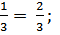 1/3 = 2/3;